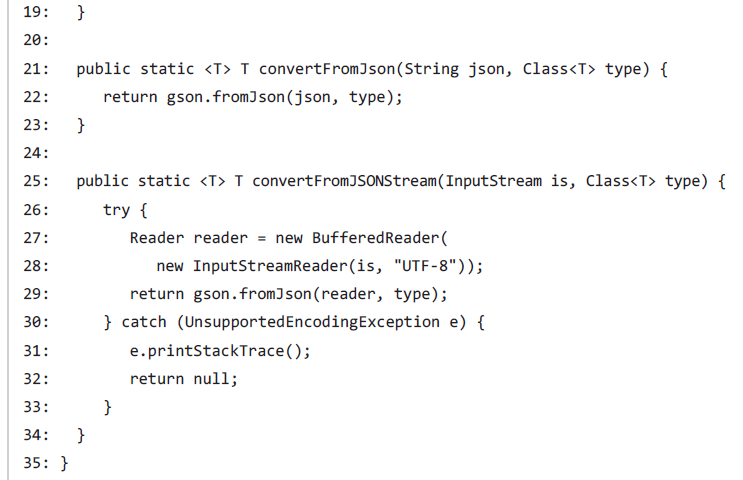 19:   }
20:
21:   public static <T> T convertFromJson(String json, Class<T> type) {
22:      return gson.fromJson(json, type);
23:   }
24:
25:   public static <T> T convertFromJSONStream(InputStream is, Class<T> type) {
26:      try {
27:         Reader reader = new BufferedReader(
28:            new InputStreamReader(is, "UTF-8"));
29:         return gson.fromJson(reader, type);
30:      } catch (UnsupportedEncodingException e) {
31:         e.printStackTrace();
32:         return null;
33:      }
34:   }
35: }